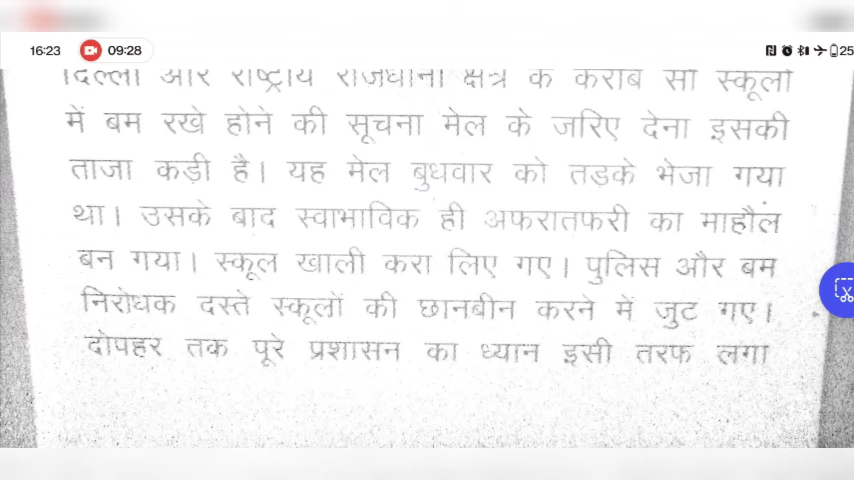 16:23 09:28 25
दिल्ली और राष्ट्रीय राजधानी क्षेत्र के करीब सौ स्कूलों
में बम रखे होने की सूचना मेल के जरिए देना इसकी
ताजा कड़ी है। यह मेल बुधवार को तड़के भेजा गया
था। उसके बाद स्वाभाविक ही अफरातफरी का माहौल
बन गया। स्कूल खाली करा लिए गए। पुलिस और बम
निरोधक दस्ते स्कूलों की छानबीन करने में जुट गए।
दोपहर तक पूरे प्रशासन का ध्यान इसी तरफ लगा